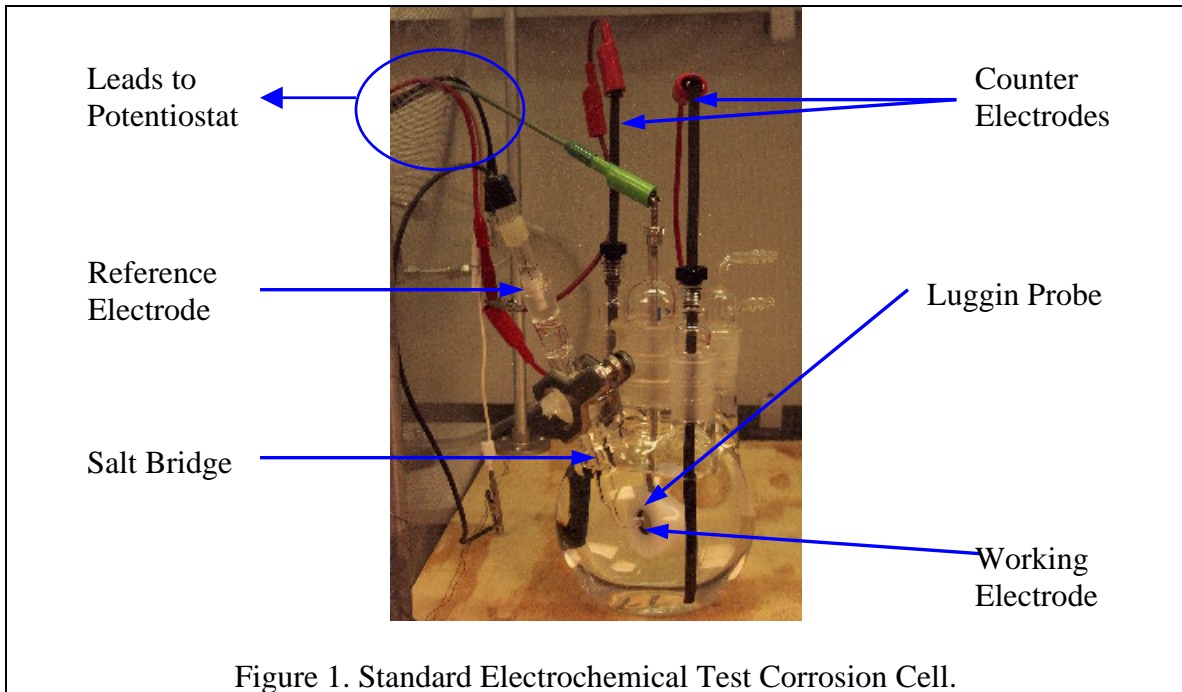 Leads to
Potentiostat
Counter
Electrodes
Reference
Electrode
Luggin Probe
Salt Bridge
Working
Electrode
Figure 1. Standard Electrochemical Test Corrosion Cell.